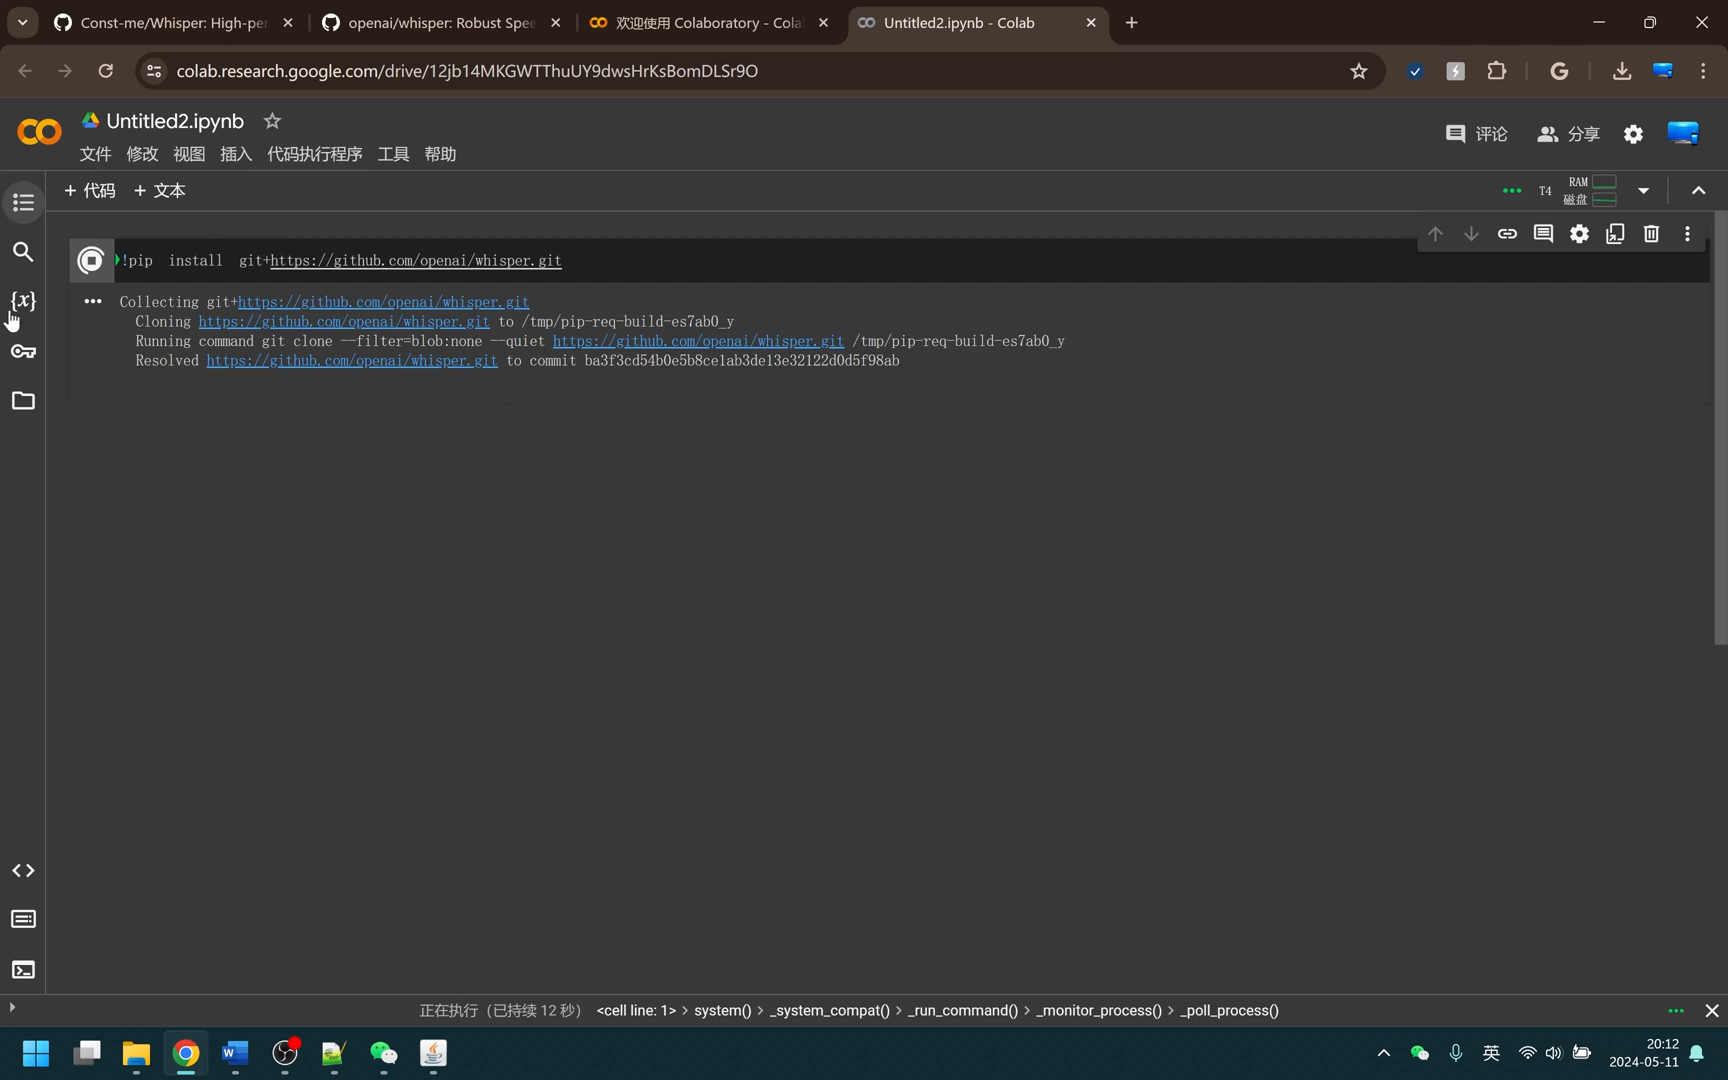 Const-me/Whisper: High-per
openai/whisper: Robust Spee
欢迎使用 Colaboratory - Cola
Untitled2.ipynb - Colab
colab.research.google.com/drive/12jb14MKGWTThuUY9dwsHrKsBomDLSr9O
Untitled2.ipynb
文件 修改 视图 插入 代码执行程序 工具 帮助
评论 分享
+ 代码 + 文本
T4 RAM
磁盘
!pip install git+https://github.com/openai/whisper.git
Collecting git+https://github.com/openai/whisper.git
Cloning https://github.com/openai/whisper.git to /tmp/pip-req-build-es7ab0_y
Running command git clone --filter=blob:none --quiet https://github.com/openai/whisper.git /tmp/pip-req-build-es7ab0_y
Resolved https://github.com/openai/whisper.git to commit ba3f3cd54b0e5b8ce1ab3de13e32122d0d5f98ab
{x}
正在执行（已持续 12 秒） <cell line: 1> > system() > _system_compat() > _run_command() > _monitor_process() > _poll_process()
英
20:12
2024-05-11